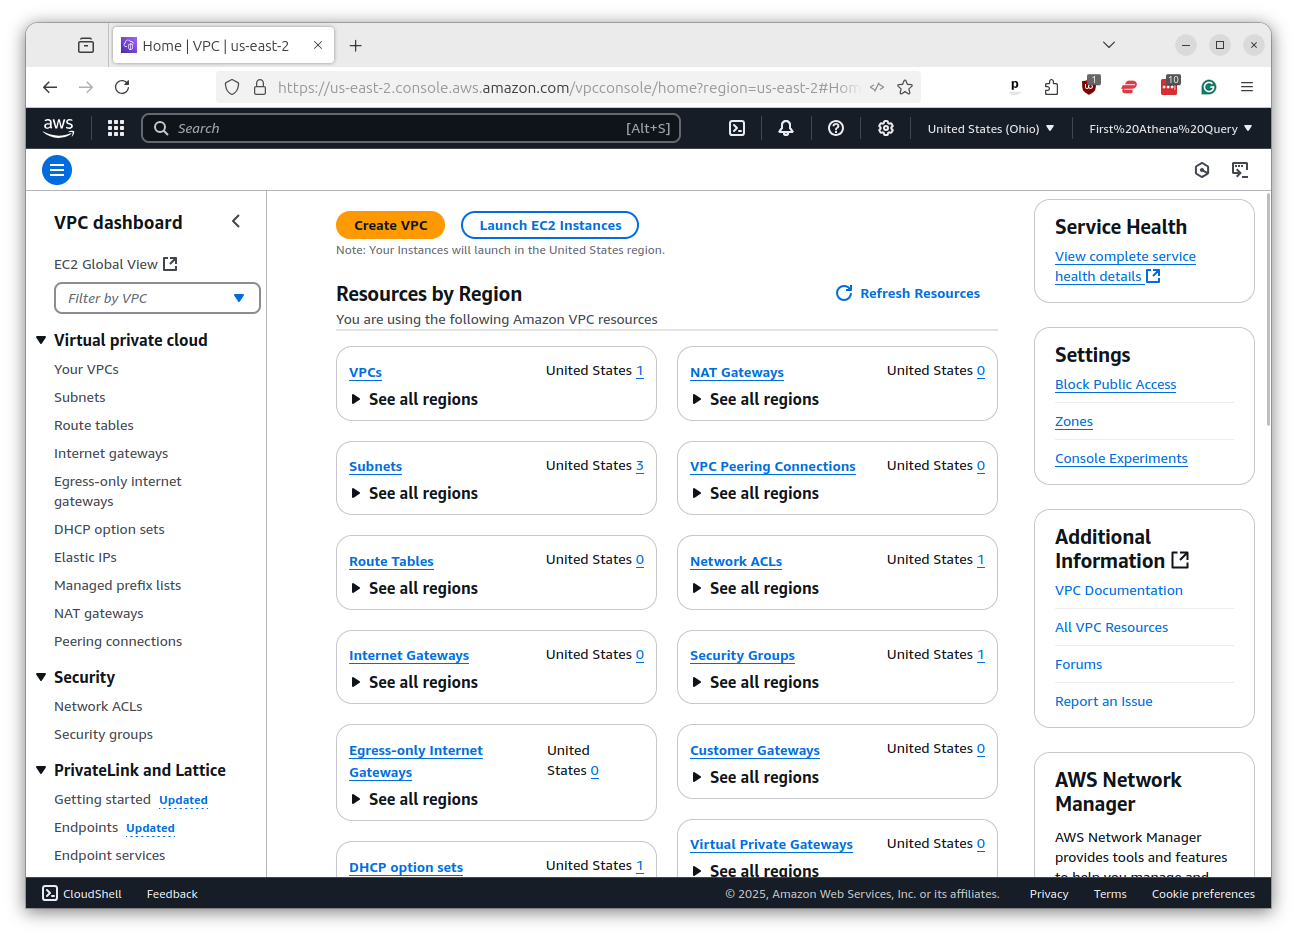 Home | VPC | us-east-2
https://us-east-2.console.aws.amazon.com/vpcconsole/home?region=us-east-2#Hom
p
1
10
aws
Search
[Alt+S]
United States (Ohio)
First%20Athena%20Query
VPC dashboard
EC2 Global View
Filter by VPC
Virtual private cloud
Your VPCs
Subnets
Route tables
Internet gateways
Egress-only internet
gateways
DHCP option sets
Elastic IPs
Managed prefix lists
NAT gateways
Peering connections
Security
Network ACLs
Security groups
PrivateLink and Lattice
Getting started Updated
Endpoints Updated
Endpoint services
Create VPC
Launch EC2 Instances
Note: Your Instances will launch in the United States region.
Resources by Region
Refresh Resources
You are using the following Amazon VPC resources
VPCs
United States 1
See all regions
NAT Gateways
United States 0
See all regions
Subnets
United States 3
See all regions
VPC Peering Connections
United States 0
See all regions
Route Tables
United States 0
See all regions
Network ACLs
United States 1
See all regions
Internet Gateways
United States 0
See all regions
Security Groups
United States 1
See all regions
Egress-only Internet
Gateways
United
States 0
See all regions
Customer Gateways
United States 0
See all regions
DHCP option sets
United States 1
Virtual Private Gateways
United States 0
See all regions
Service Health
View complete service
health details
Settings
Block Public Access
Zones
Console Experiments
Additional
Information
VPC Documentation
All VPC Resources
Forums
Report an Issue
AWS Network
Manager
AWS Network Manager
provides tools and features
to help you manage and
CloudShell
Feedback
© 2025, Amazon Web Services, Inc. or its affiliates.
Privacy
Terms
Cookie preferences